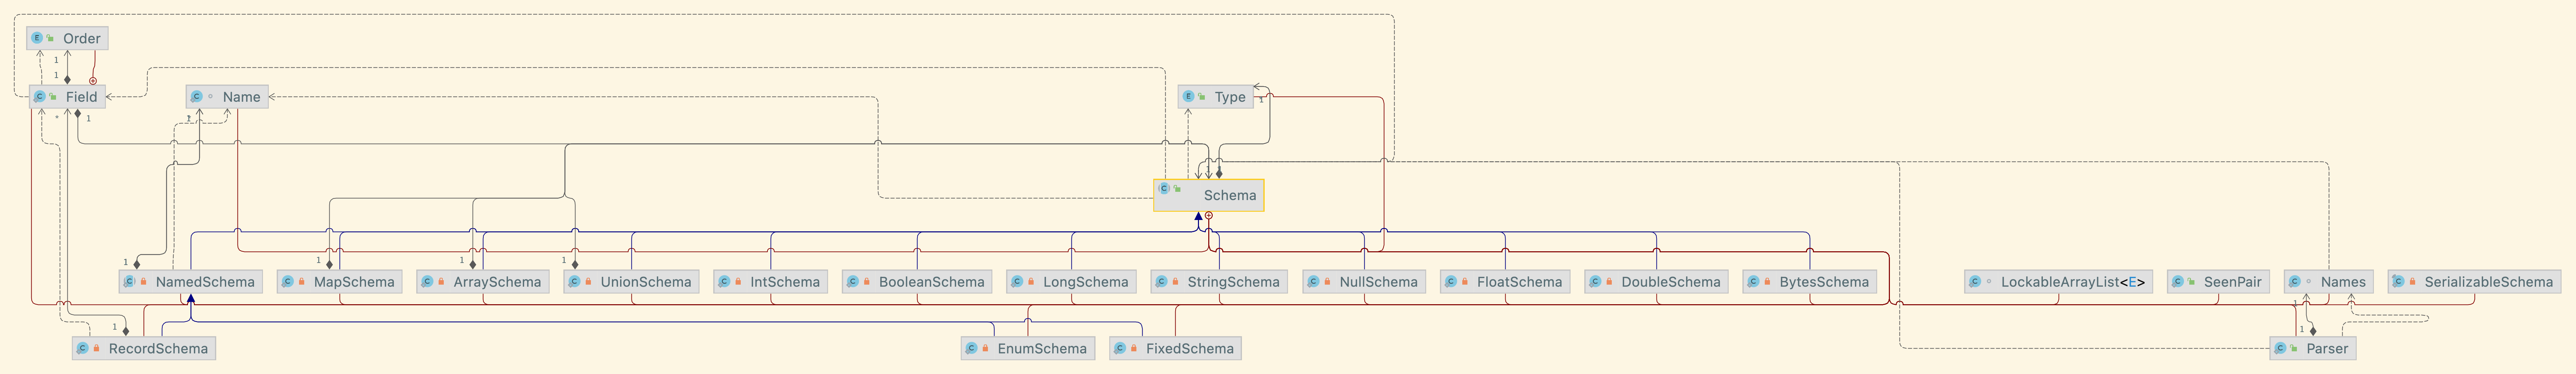 Order
1
1
Field
Name
Type
1
* 1
1
Schema
1
1
1
1
NamedSchema
MapSchema
ArraySchema
UnionSchema
IntSchema
BooleanSchema
LongSchema
StringSchema
NullSchema
FloatSchema
DoubleSchema
BytesSchema
LockableArrayList<E>
SeenPair
Names
SerializableSchema
1
1
1
RecordSchema
EnumSchema
FixedSchema
Parser